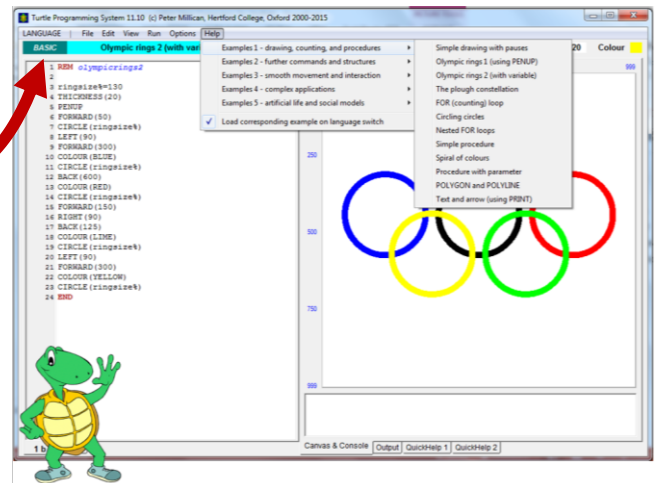 Turtle Programming System 11.10 (c) Peter Millican, Hertford College, Oxford 2000-2015
LANGUAGE | File Edit View Run Options Help
BASIC Olympic rings 2 (with vari 20 Colour
Examples 1 - drawing, counting, and procedures
Examples 2 - further commands and structures
Examples 3 - smooth movement and interaction
Examples 4 - complex applications
Examples 5 - artificial life and social models
Load corresponding example on language switch
Simple drawing with pauses
Olympic rings 1 (using PENUP)
Olympic rings 2 (with variable)
The plough constellation
FOR (counting) loop
Circling circle
Nested FOR loops
Simple procedure
Spiral of colours
Procedure with parameter
POLYGON and POLYLINE
Text and arrow (using PRINT)
1 REM olympicrings2
2
3 ringsize%=130
4 THICKNESS(20)
5 PENUP
6 FORWARD(50)
7 CIRCLE(ringsize%)
8 LEFT(90)
9 FORWARD(300)
10 COLOUR(BLUE)
11 CIRCLE(ringsize%)
12 BACK(600)
13 COLOUR(RED)
14 CIRCLE(ringsize%)
15 FORWARD(150)
16 RIGHT(90)
17 BACK(125)
18 COLOUR(LIME)
19 CIRCLE(ringsize%)
20 LEFT(90)
21 FORWARD(300)
22 COLOUR(YELLOW)
23 CIRCLE(ringsize%)
24 END
999
250
500
750
999
1 b
Canvas & Console Output QuickHelp 1 QuickHelp 2